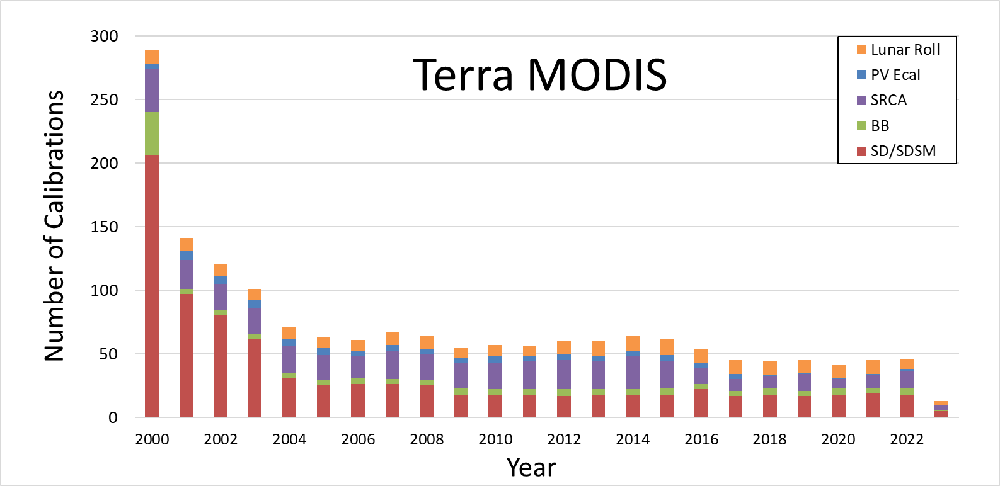 Terra MODIS
Number of Calibrations
300
250
200
150
100
50
0
Lunar Roll
PV Ecal
SRCA
BB
SD/SDSM
2000 2002 2004 2006 2008 2010 2012 2014 2016 2018 2020 2022
Year